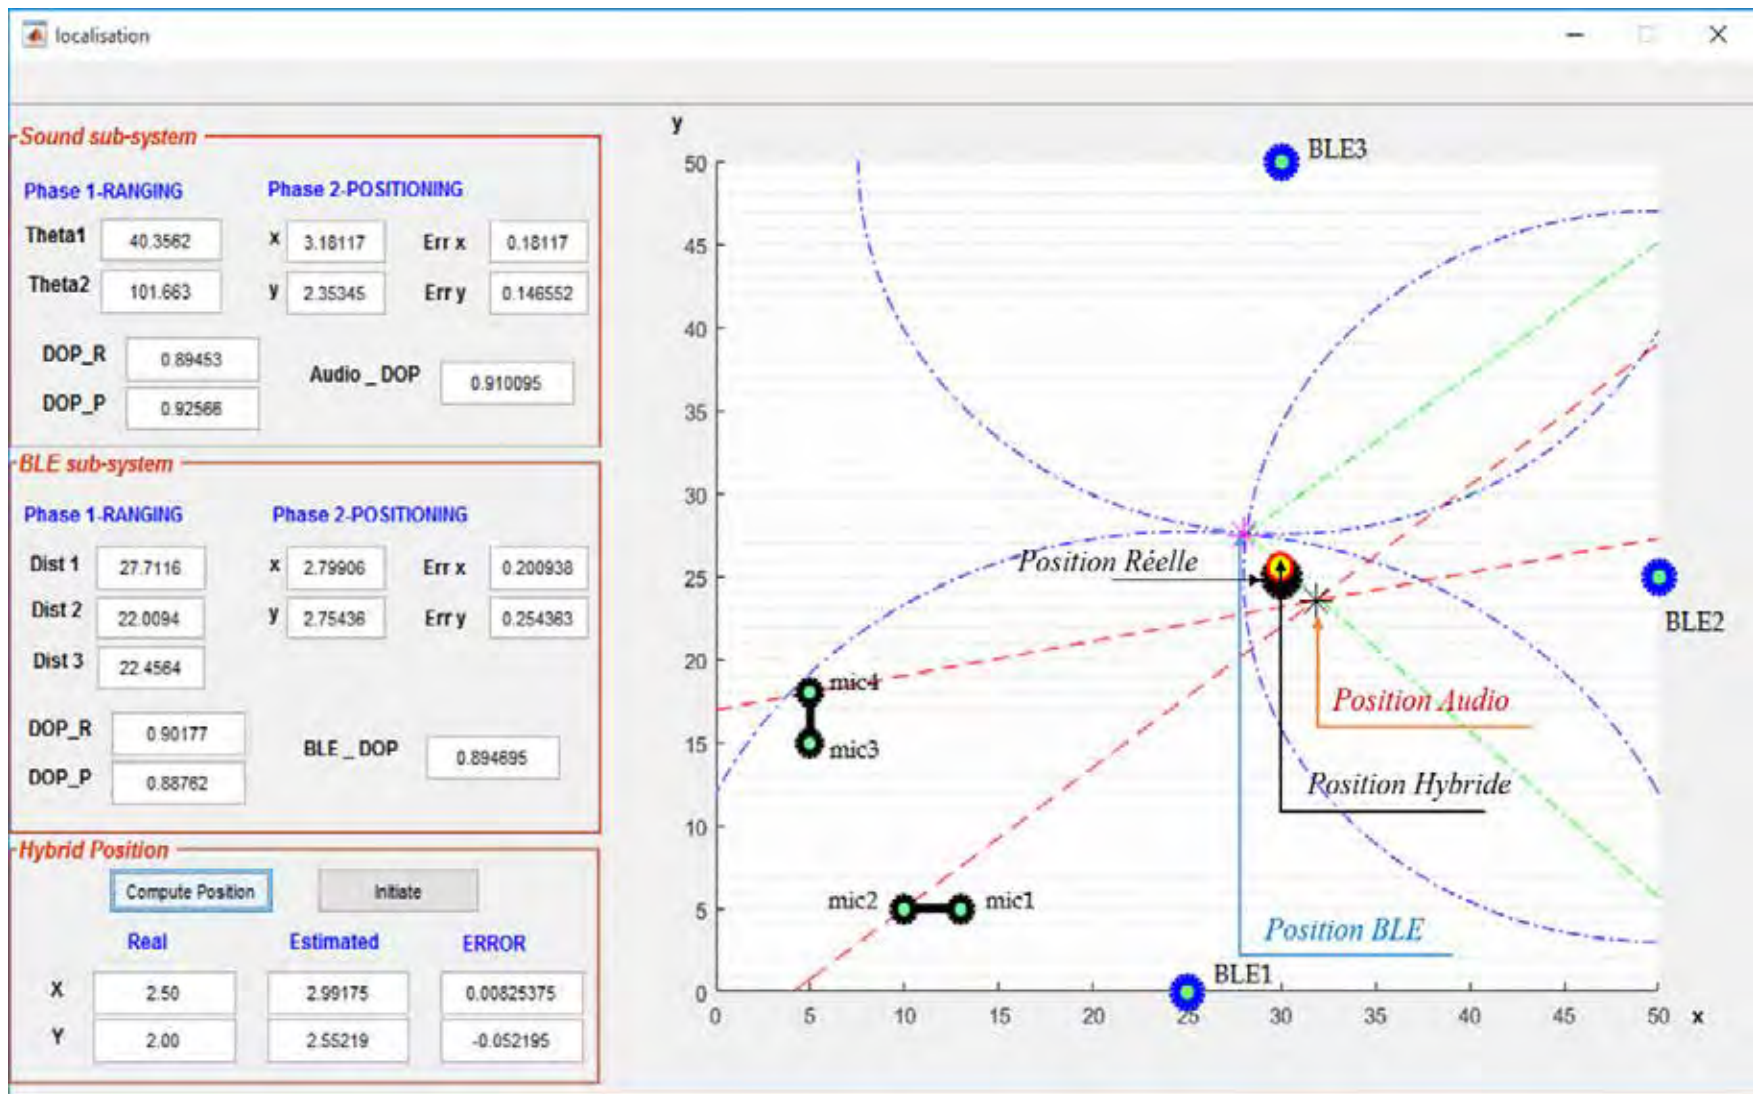 localisation
Sound sub-system
Phase 1-RANGING
Phase 2-POSITIONING
Theta1 40.3562 x 3.18117 Err x 0.18117
Theta2 101.663 y 2.35345 Err y 0.146552
DOP_R 0.89453
Audio _ DOP 0.910095
DOP_P 0.92566
BLE sub-system
Phase 1-RANGING
Phase 2-POSITIONING
Dist 1 27.7116 x 2.79906 Err x 0.200938
Dist 2 22.0094 y 2.75436 Err y 0.254363
Dist 3 22.4564
DOP_R 0.90177
BLE _ DOP 0.894695
DOP_P 0.88762
Hybrid Position
Compute Position Initiate
Real Estimated ERROR
X 2.50 2.99175 0.00825375
Y 2.00 2.55219 -0.052195
y
50
45
40
35
30
25
20
15
10
5
0
0 5 10 15 20 25 30 35 40 45 50 x
BLE3
Position Réelle
BLE2
mic4
Position Audio
mic3
Position Hybride
mic2 mic1
Position BLE
BLE1